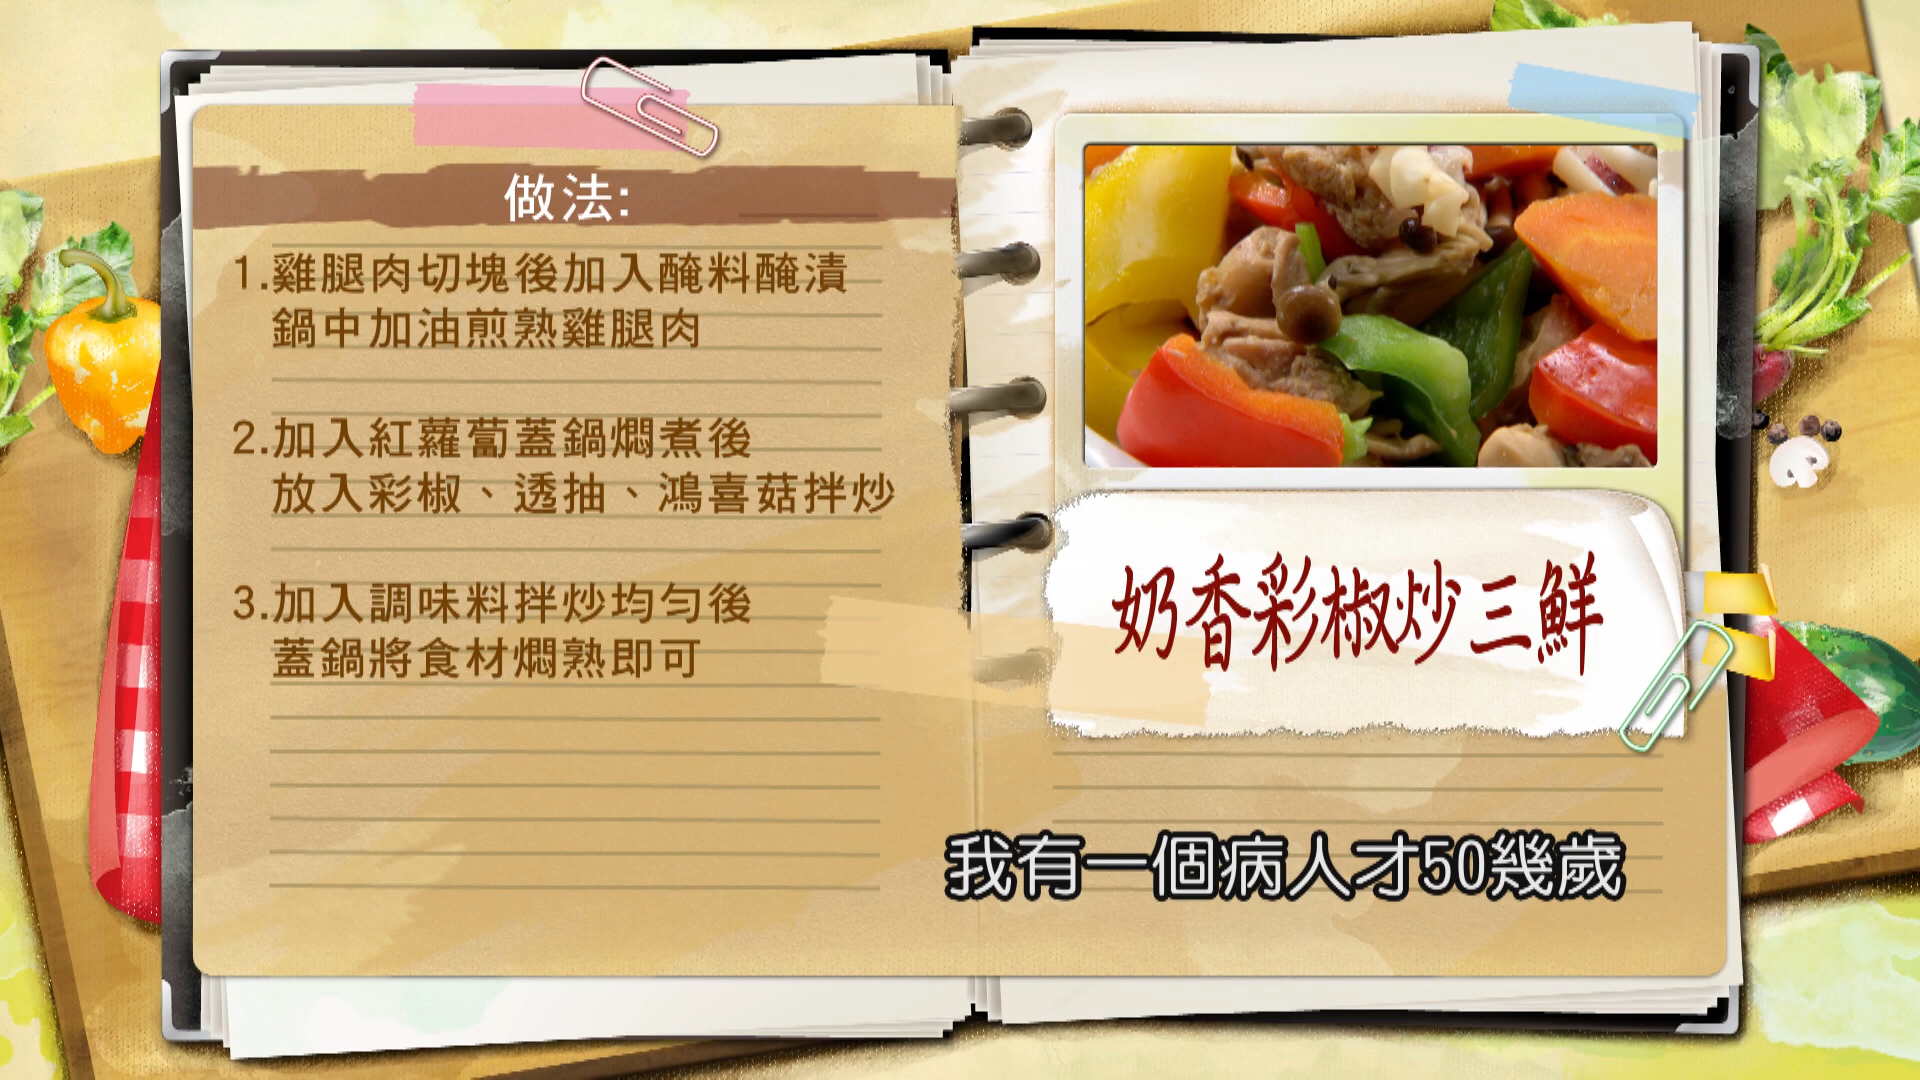 做法:
1.雞腿肉切塊後加入醃料醃漬
鍋中加油煎熟雞腿肉
2.加入紅蘿蔔蓋鍋燜煮後
放入彩椒、透抽、鴻喜菇拌炒
3.加入調味料拌炒均勻後
蓋鍋將食材燜熟即可
奶香彩椒炒三鮮
我有一個病人才50幾歲